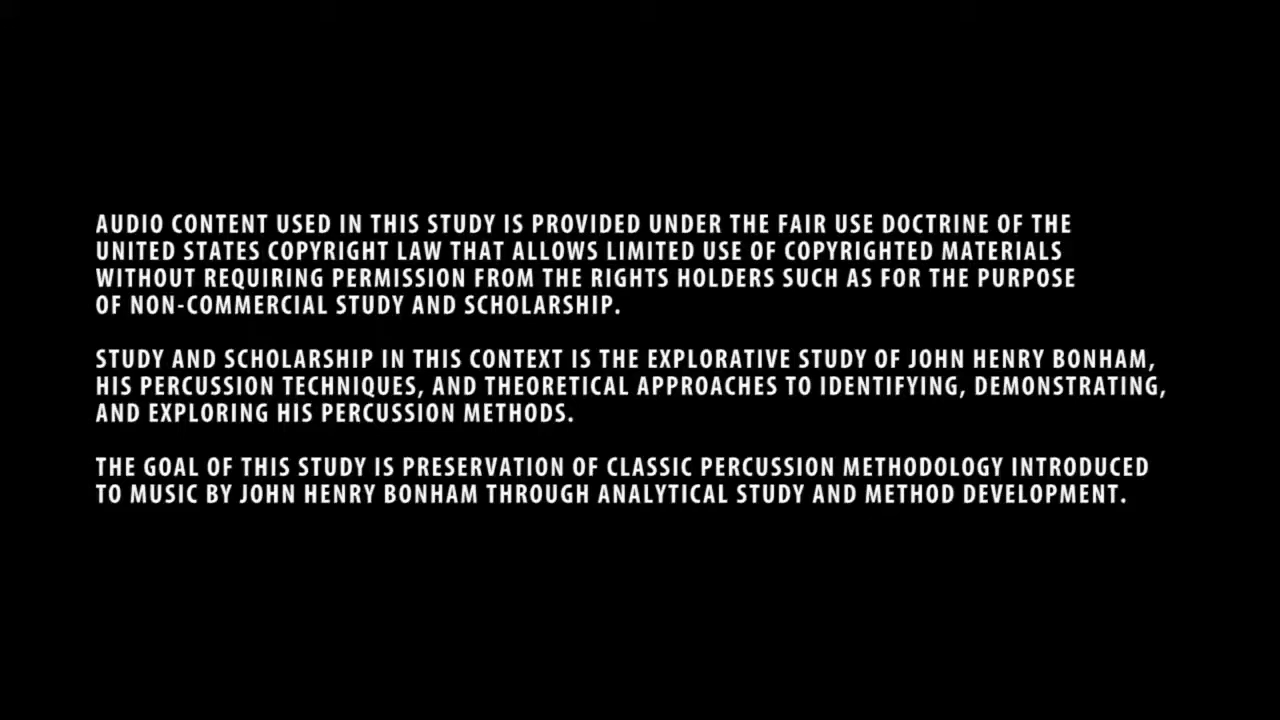 AUDIO CONTENT USED IN THIS STUDY IS PROVIDED UNDER THE FAIR USE DOCTRINE OF THE
UNITED STATES COPYRIGHT LAW THAT ALLOWS LIMITED USE OF COPYRIGHTED MATERIALS
WITHOUT REQUIRING PERMISSION FROM THE RIGHTS HOLDERS SUCH AS FOR THE PURPOSE
OF NON-COMMERCIAL STUDY AND SCHOLARSHIP.
STUDY AND SCHOLARSHIP IN THIS CONTEXT IS THE EXPLORATIVE STUDY OF JOHN HENRY BONHAM,
HIS PERCUSSION TECHNIQUES, AND THEORETICAL APPROACHES TO IDENTIFYING, DEMONSTRATING,
AND EXPLORING HIS PERCUSSION METHODS.
THE GOAL OF THIS STUDY IS PRESERVATION OF CLASSIC PERCUSSION METHODOLOGY INTRODUCED
TO MUSIC BY JOHN HENRY BONHAM THROUGH ANALYTICAL STUDY AND METHOD DEVELOPMENT.